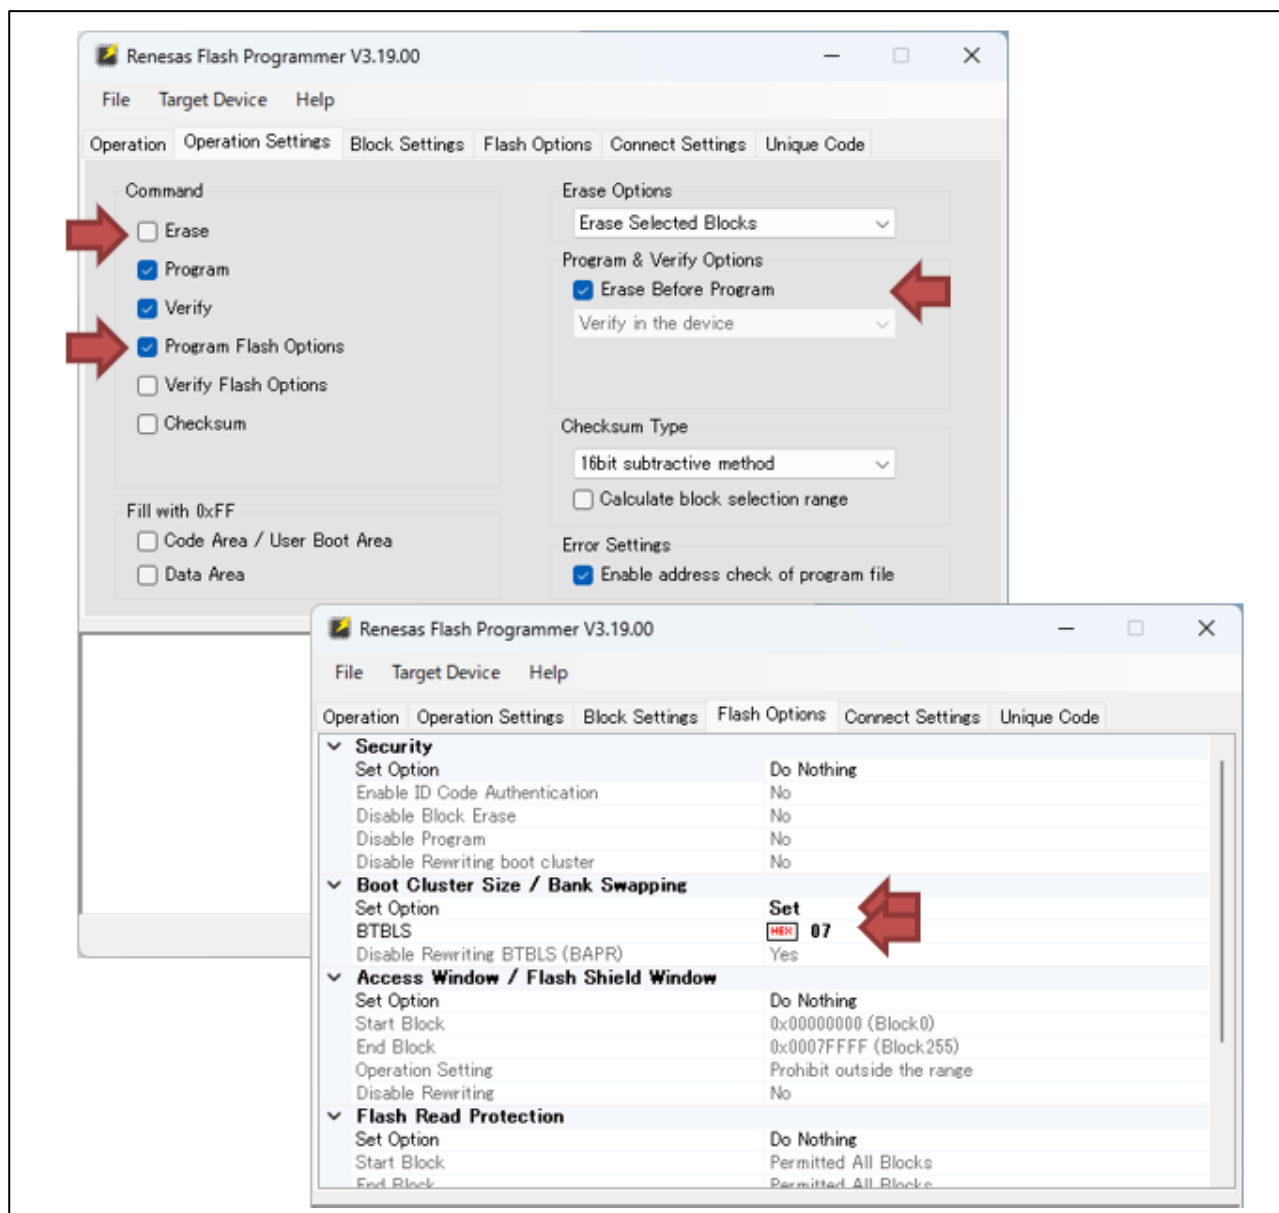 Renesas Flash Programmer V3.19.00
File Target Device Help
Operation Operation Settings Block Settings Flash Options Connect Settings Unique Code
Command
Erase
Program
Verify
Program Flash Options
Verify Flash Options
Checksum
Fill with 0xFF
Code Area / User Boot Area
Data Area
Erase Options
Erase Selected Blocks
Program & Verify Options
Erase Before Program
Verify in the device
Checksum Type
16bit subtractive method
Calculate block selection range
Error Settings
Enable address check of program file
Renesas Flash Programmer V3.19.00
File Target Device Help
Operation Operation Settings Block Settings Flash Options Connect Settings Unique Code
Security
Set Option Do Nothing
Enable ID Code Authentication No
Disable Block Erase No
Disable Program No
Disable Rewriting boot cluster No
Boot Cluster Size / Bank Swapping
Set Option Set
BTBLS HEX 07
Disable Rewriting BTBLS (BAPR) Yes
Access Window / Flash Shield Window
Set Option Do Nothing
Start Block 0x00000000 (Block0)
End Block 0x0007FFFF (Block255)
Operation Setting Prohibit outside the range
Disable Rewriting No
Flash Read Protection
Set Option Do Nothing
Start Block Permitted All Blocks
End Block Permitted All Blocks